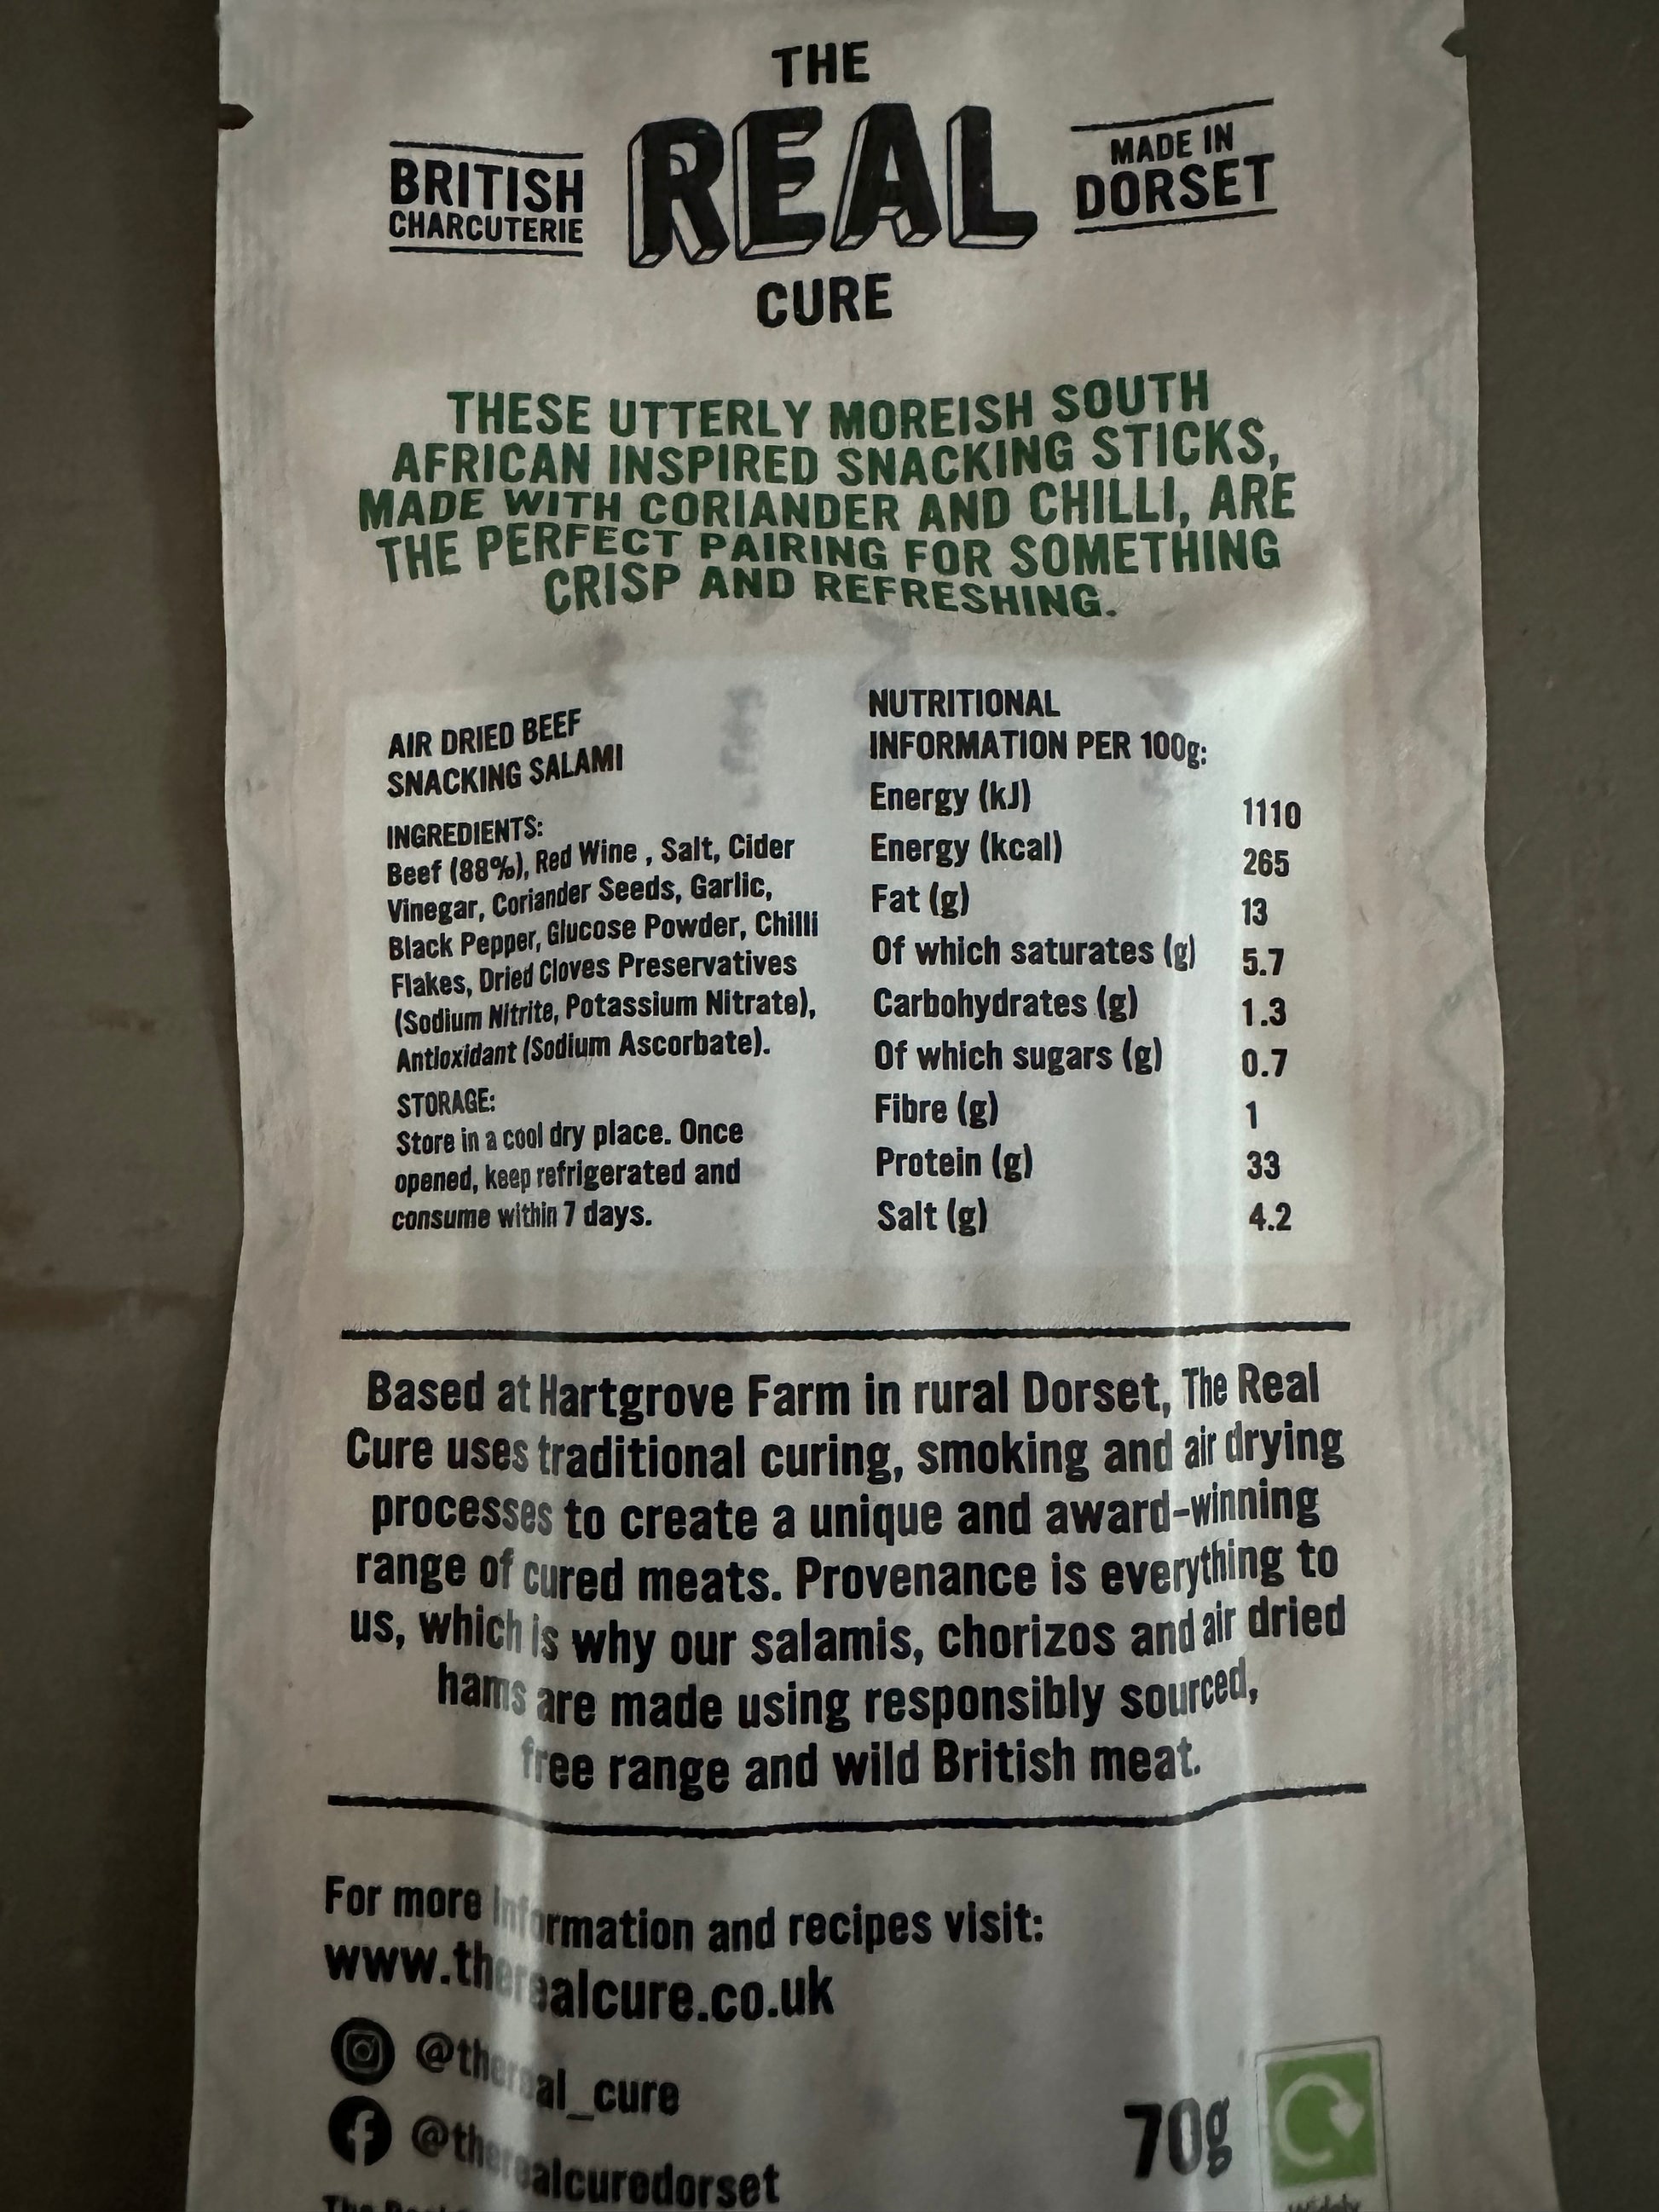 THE
BRITISH
CHARCUTERIE
REAL
MADE IN
DORSET
CURE
THESE UTTERLY MOREISH SOUTH
AFRICAN INSPIRED SNACKING STICKS,
MADE WITH CORIANDER AND CHILLI, ARE
THE PERFECT PAIRING FOR SOMETHING
CRISP AND REFRESHING.
AIR DRIED BEEF
SNACKING SALAMI
INGREDIENTS:
Beef (88%), Red Wine , Salt, Cider
Vinegar, Coriander Seeds, Garlic,
Black Pepper, Glucose Powder, Chilli
Flakes, Dried Cloves Preservatives
(Sodium Nitrite, Potassium Nitrate),
Antioxidant (Sodium Ascorbate).
STORAGE:
Store in a cool dry place. Once
opened, keep refrigerated and
consume within 7 days.
NUTRITIONAL
INFORMATION PER 100g:
Energy (kJ) 1110
Energy (kcal) 265
Fat (g) 13
Of which saturates (g) 5.7
Carbohydrates (g) 1.3
Of which sugars (g) 0.7
Fibre (g) 1
Protein (g) 33
Salt (g) 4.2
Based at Hartgrove Farm in rural Dorset, The Real
Cure uses traditional curing, smoking and air drying
processes to create a unique and award-winning
range of cured meats. Provenance is everything to
us, which is why our salamis, chorizos and air dried
hams are made using responsibly sourced,
free range and wild British meat.
For more information and recipes visit:
www.therealcure.co.uk
@thereal_cure
@therealcuredorset
70g